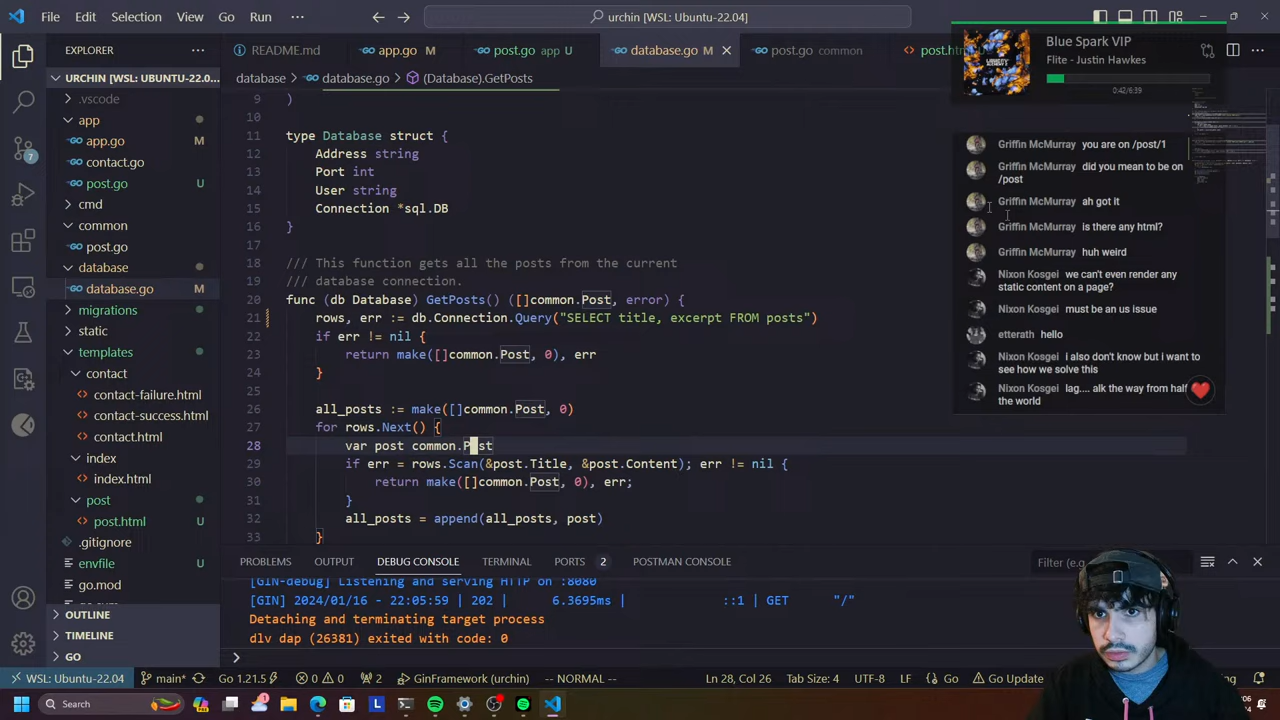 File Edit Selection View Go Run ··· urchin [WSL: Ubuntu-22.04]
EXPLORER
README.md app.go M post.go app U database.go M post.go common
Blue Spark VIP
Flite - Justin Hawkes
0:42/6:39
URCHIN [WSL: UBUNTU-22.0...
database > database.go > (Database).GetPosts
.vscode
app
app.go M
contact.go
post.go U
cmd
common
post.go
database
database.go M
migrations
static
templates
contact
contact-failure.html
contact-success.html
contact.html
index
index.html
post
post.html U
.gitignore
envfile U
go.mod
OUTLINE
TIMELINE
GO
9 )
10
11 type Database struct {
12 Address string
13 Port int
14 User string
15 Connection *sql.DB
16 }
17
18 /// This function gets all the posts from the current
19 /// database connection.
20 func (db Database) GetPosts() ([]common.Post, error) {
21 rows, err := db.Connection.Query("SELECT title, excerpt FROM posts")
22 if err != nil {
23 return make([]common.Post, 0), err
24 }
25
26 all_posts := make([]common.Post, 0)
27 for rows.Next() {
28 var post common.Post
29 if err = rows.Scan(&post.Title, &post.Content); err != nil {
30 return make([]common.Post, 0), err;
31 }
32 all_posts = append(all_posts, post)
33 }
Griffin McMurray you are on /post/1
Griffin McMurray did you mean to be on
/post
Griffin McMurray ah got it
Griffin McMurray is there any html?
Griffin McMurray huh weird
Nixon Kosgei we can't even render any
static content on a page?
Nixon Kosgei must be an us issue
etterath hello
Nixon Kosgei i also don't know but i want to
see how we solve this
Nixon Kosgei lag.... alk the way from half
the world
PROBLEMS OUTPUT DEBUG CONSOLE TERMINAL PORTS 2 POSTMAN CONSOLE
Filter (e.g.
[GIN-debug] Listening and serving HTTP on :8080
[GIN] 2024/01/16 - 22:05:59 | 202 | 6.3695ms | ::1 | GET "/"
Detaching and terminating target process
dlv dap (26381) exited with code: 0
WSL: Ubuntu-22.04 main* Go 1.21.5 0 0 GinFramework (urchin) -- NORMAL -- Ln 28, Col 26 Tab Size: 4 UTF-8 LF Go Go Update
Search